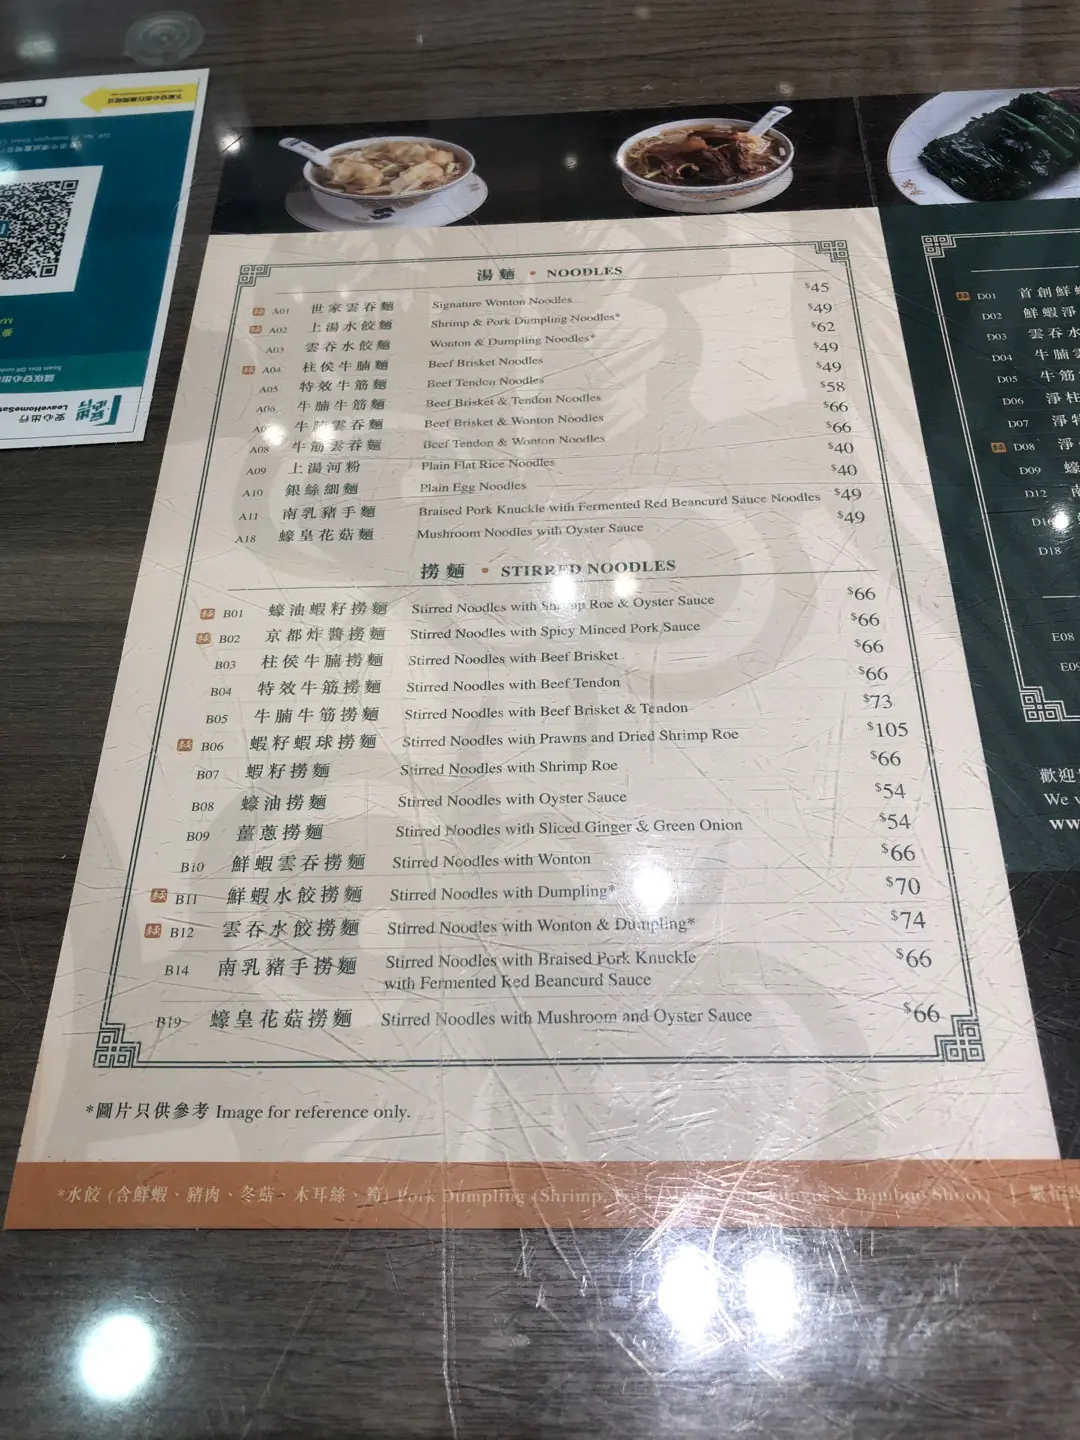 湯麵 • NOODLES
A01 世家雲吞麵 Signature Wonton Noodles $45
A02 上湯水餃麵 Shrimp & Pork Dumpling Noodles* $49
A03 雲吞水餃麵 Wonton & Dumpling Noodles* $62
A04 柱侯牛腩麵 Beef Brisket Noodles $49
A05 特效牛筋麵 Beef Tendon Noodles $49
A06 牛腩牛筋麵 Beef Brisket & Tendon Noodles $58
牛腩雲吞麵 Beef Brisket & Wonton Noodles $66
A08 牛筋雲吞麵 Beef Tendon & Wonton Noodles $66
A09 上湯河粉 Plain Flat Rice Noodles $40
A10 銀絲細麵 Plain Egg Noodles $40
A11 南乳豬手麵 Braised Pork Knuckle with Fermented Red Beancurd Sauce Noodles $49
A18 蠔皇花菇麵 Mushroom Noodles with Oyster Sauce $49
撈麵 • STIRRED NOODLES
B01 蠔油蝦籽撈麵 Stirred Noodles with Shrimp Roe & Oyster Sauce $66
B02 京都炸醬撈麵 Stirred Noodles with Spicy Minced Pork Sauce $66
B03 柱侯牛腩撈麵 Stirred Noodles with Beef Brisket $66
B04 特效牛筋撈麵 Stirred Noodles with Beef Tendon $66
B05 牛腩牛筋撈麵 Stirred Noodles with Beef Brisket & Tendon $73
B06 蝦籽蝦球撈麵 Stirred Noodles with Prawns and Dried Shrimp Roe $105
B07 蝦籽撈麵 Stirred Noodles with Shrimp Roe $66
B08 蠔油撈麵 Stirred Noodles with Oyster Sauce $54
B09 薑蔥撈麵 Stirred Noodles with Sliced Ginger & Green Onion $54
B10 鮮蝦雲吞撈麵 Stirred Noodles with Wonton $66
B11 鮮蝦水餃撈麵 Stirred Noodles with Dumpling* $70
B12 雲吞水餃撈麵 Stirred Noodles with Wonton & Dumpling* $74
B14 南乳豬手撈麵 Stirred Noodles with Braised Pork Knuckle $66
with Fermented Red Beancurd Sauce
B19 蠔皇花菇撈麵 Stirred Noodles with Mushroom and Oyster Sauce $66
*圖片只供參考 Image for reference only.
*水餃 (含鮮蝦、豬肉、冬菇、木耳絲、筍) Pork Dumpling (Shrimp, Pork, & Bamboo Shoot) |
D01 首創鮮
D02 鮮蝦淨
D03 雲吞水
D04 牛腩
D05 牛筋
D06 淨柱
D07 淨特
D08 淨
D09
D12
D18
E08
歡迎
We
安心出行